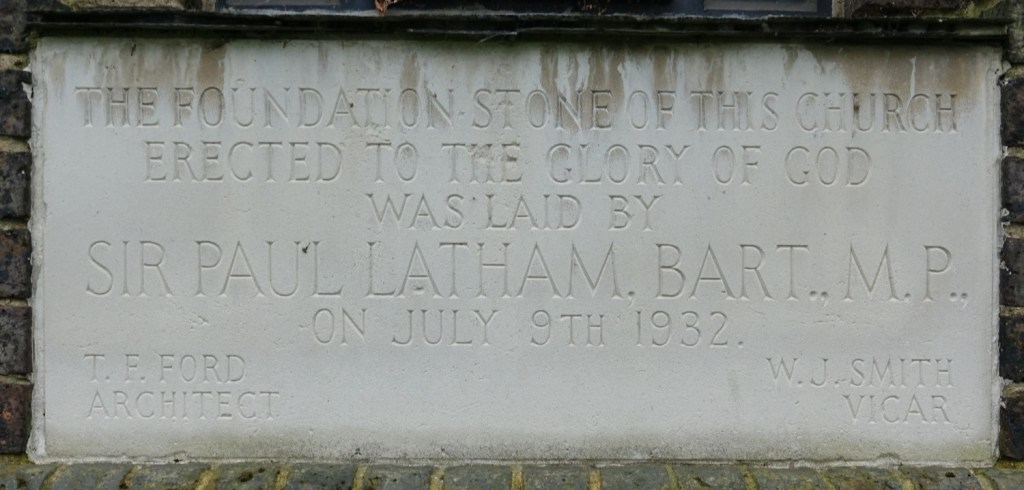 THE FOUNDATION STONE OF THIS CHURCH
ERECTED TO THE GLORY OF GOD
WAS LAID BY
SIR PAUL LATHAM, BART., M.P.,
ON JULY 9TH 1932.
T. F. FORD
ARCHITECT
W. J. SMITH
VICAR